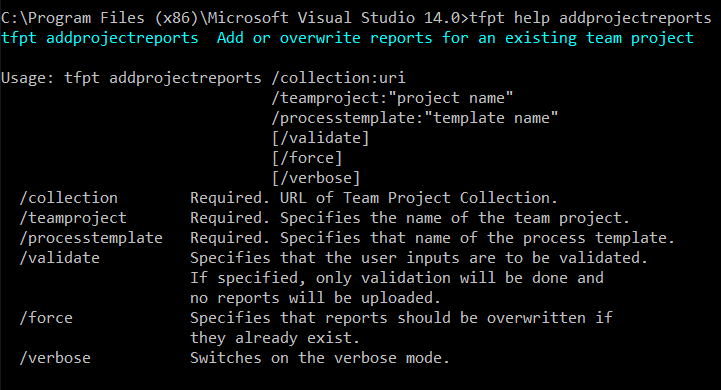 C:\Program Files (x86)\Microsoft Visual Studio 14.0>tfpt help addprojectreports
tfpt addprojectreports  Add or overwrite reports for an existing team project
Usage: tfpt addprojectreports /collection:uri
/teamproject:"project name"
/processtemplate:"template name"
[/validate]
[/force]
[/verbose]
/collection Required. URL of Team Project Collection.
/teamproject Required. Specifies the name of the team project.
/processtemplate Required. Specifies that name of the process template.
/validate Specifies that the user inputs are to be validated.
If specified, only validation will be done and
no reports will be uploaded.
/force Specifies that reports should be overwritten if
they already exist.
/verbose Switches on the verbose mode.